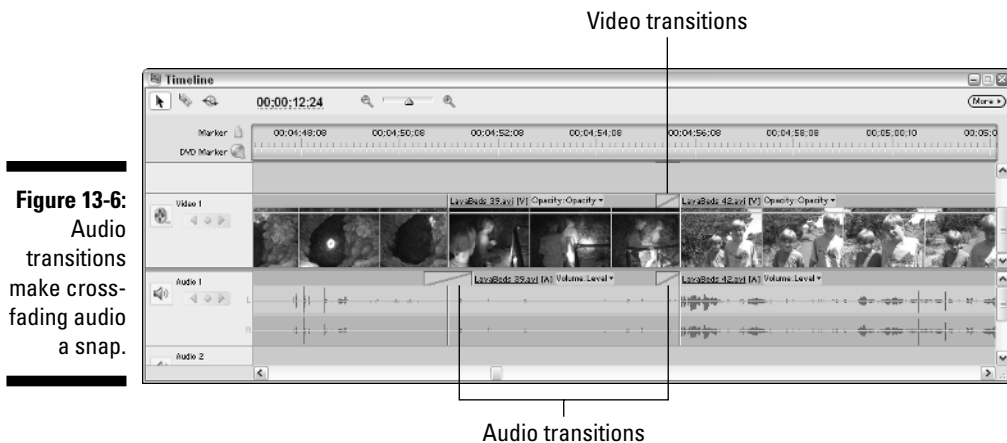 Video transitions
Timeline
00;00;12;24
More
Marker
00;04;48;08 00;04;50;08 00;04;52;08 00;04;54;08 00;04;56;08 00;04;58;08 00;05;00;10 00;05;0
DVD Marker
Figure 13-6:
Audio
transitions
make cross-
fading audio
a snap.
Video 1
LavaBeds 39.avi [V] Opacity:Opacity
LavaBeds 42.avi [V] Opacity:Opacity
Audio 1
LavaBeds 39.avi [A] Volume:Level
LavaBeds 42.avi [A] Volume:Level
L
R
Audio 2
Audio transitions